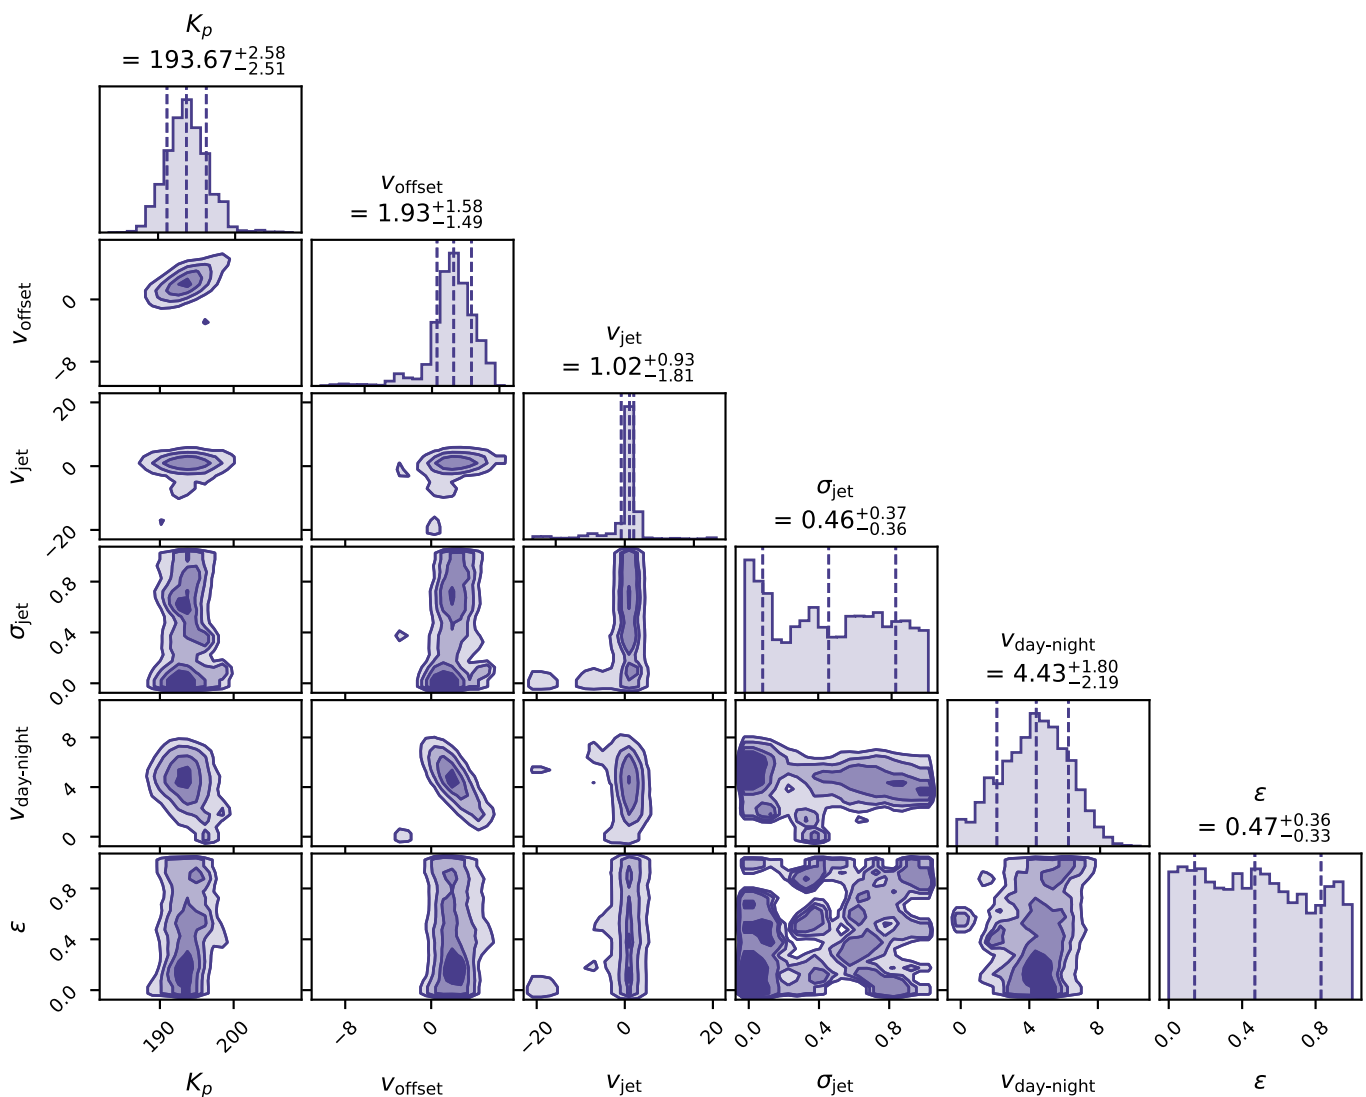 K_p
= 193.67^{+2.58}_{-2.51}
v_offset
= 1.93^{+1.58}_{-1.49}
v_jet
= 1.02^{+0.93}_{-1.81}
σ_jet
= 0.46^{+0.37}_{-0.36}
v_day-night
= 4.43^{+1.80}_{-2.19}
ε
= 0.47^{+0.36}_{-0.33}
v_offset
0
−8
v_jet
20
0
−20
σ_jet
0.8
0.4
0.0
v_day-night
8
4
0
ε
0.8
0.4
0.0
190 200
−8 0
−20 0 20
0.0 0.4 0.8
0 4 8
0.0 0.4 0.8
K_p v_offset v_jet σ_jet v_day-night ε